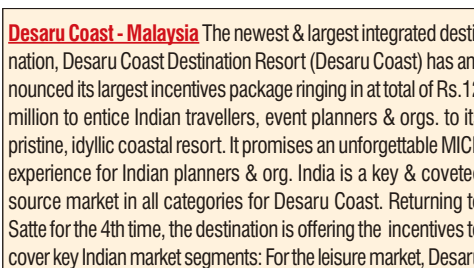 Desaru Coast - Malaysia The newest & largest integrated desti
nation, Desaru Coast Destination Resort (Desaru Coast) has an
nounced its largest incentives package ringing in at total of Rs.12
million to entice Indian travellers, event planners & orgs. to it
pristine, idyllic coastal resort. It promises an unforgettable MIC
experience for Indian planners & org. India is a key & coveted
source market in all categories for Desaru Coast. Returning to
Satte for the 4th time, the destination is offering the incentives to
cover key Indian market segments: For the leisure market, Desar